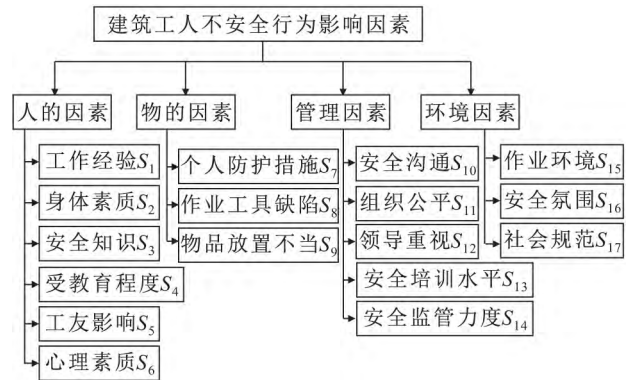 建筑工人不安全行为影响因素
人的因素
物的因素
管理因素
环境因素
工作经验S1
身体素质S2
安全知识S3
受教育程度S4
工友影响S5
心理素质S6
个人防护措施S7
作业工具缺陷S8
物品放置不当S9
安全沟通S10
组织公平S11
领导重视S12
安全培训水平S13
安全监管力度S14
作业环境S15
安全氛围S16
社会规范S17